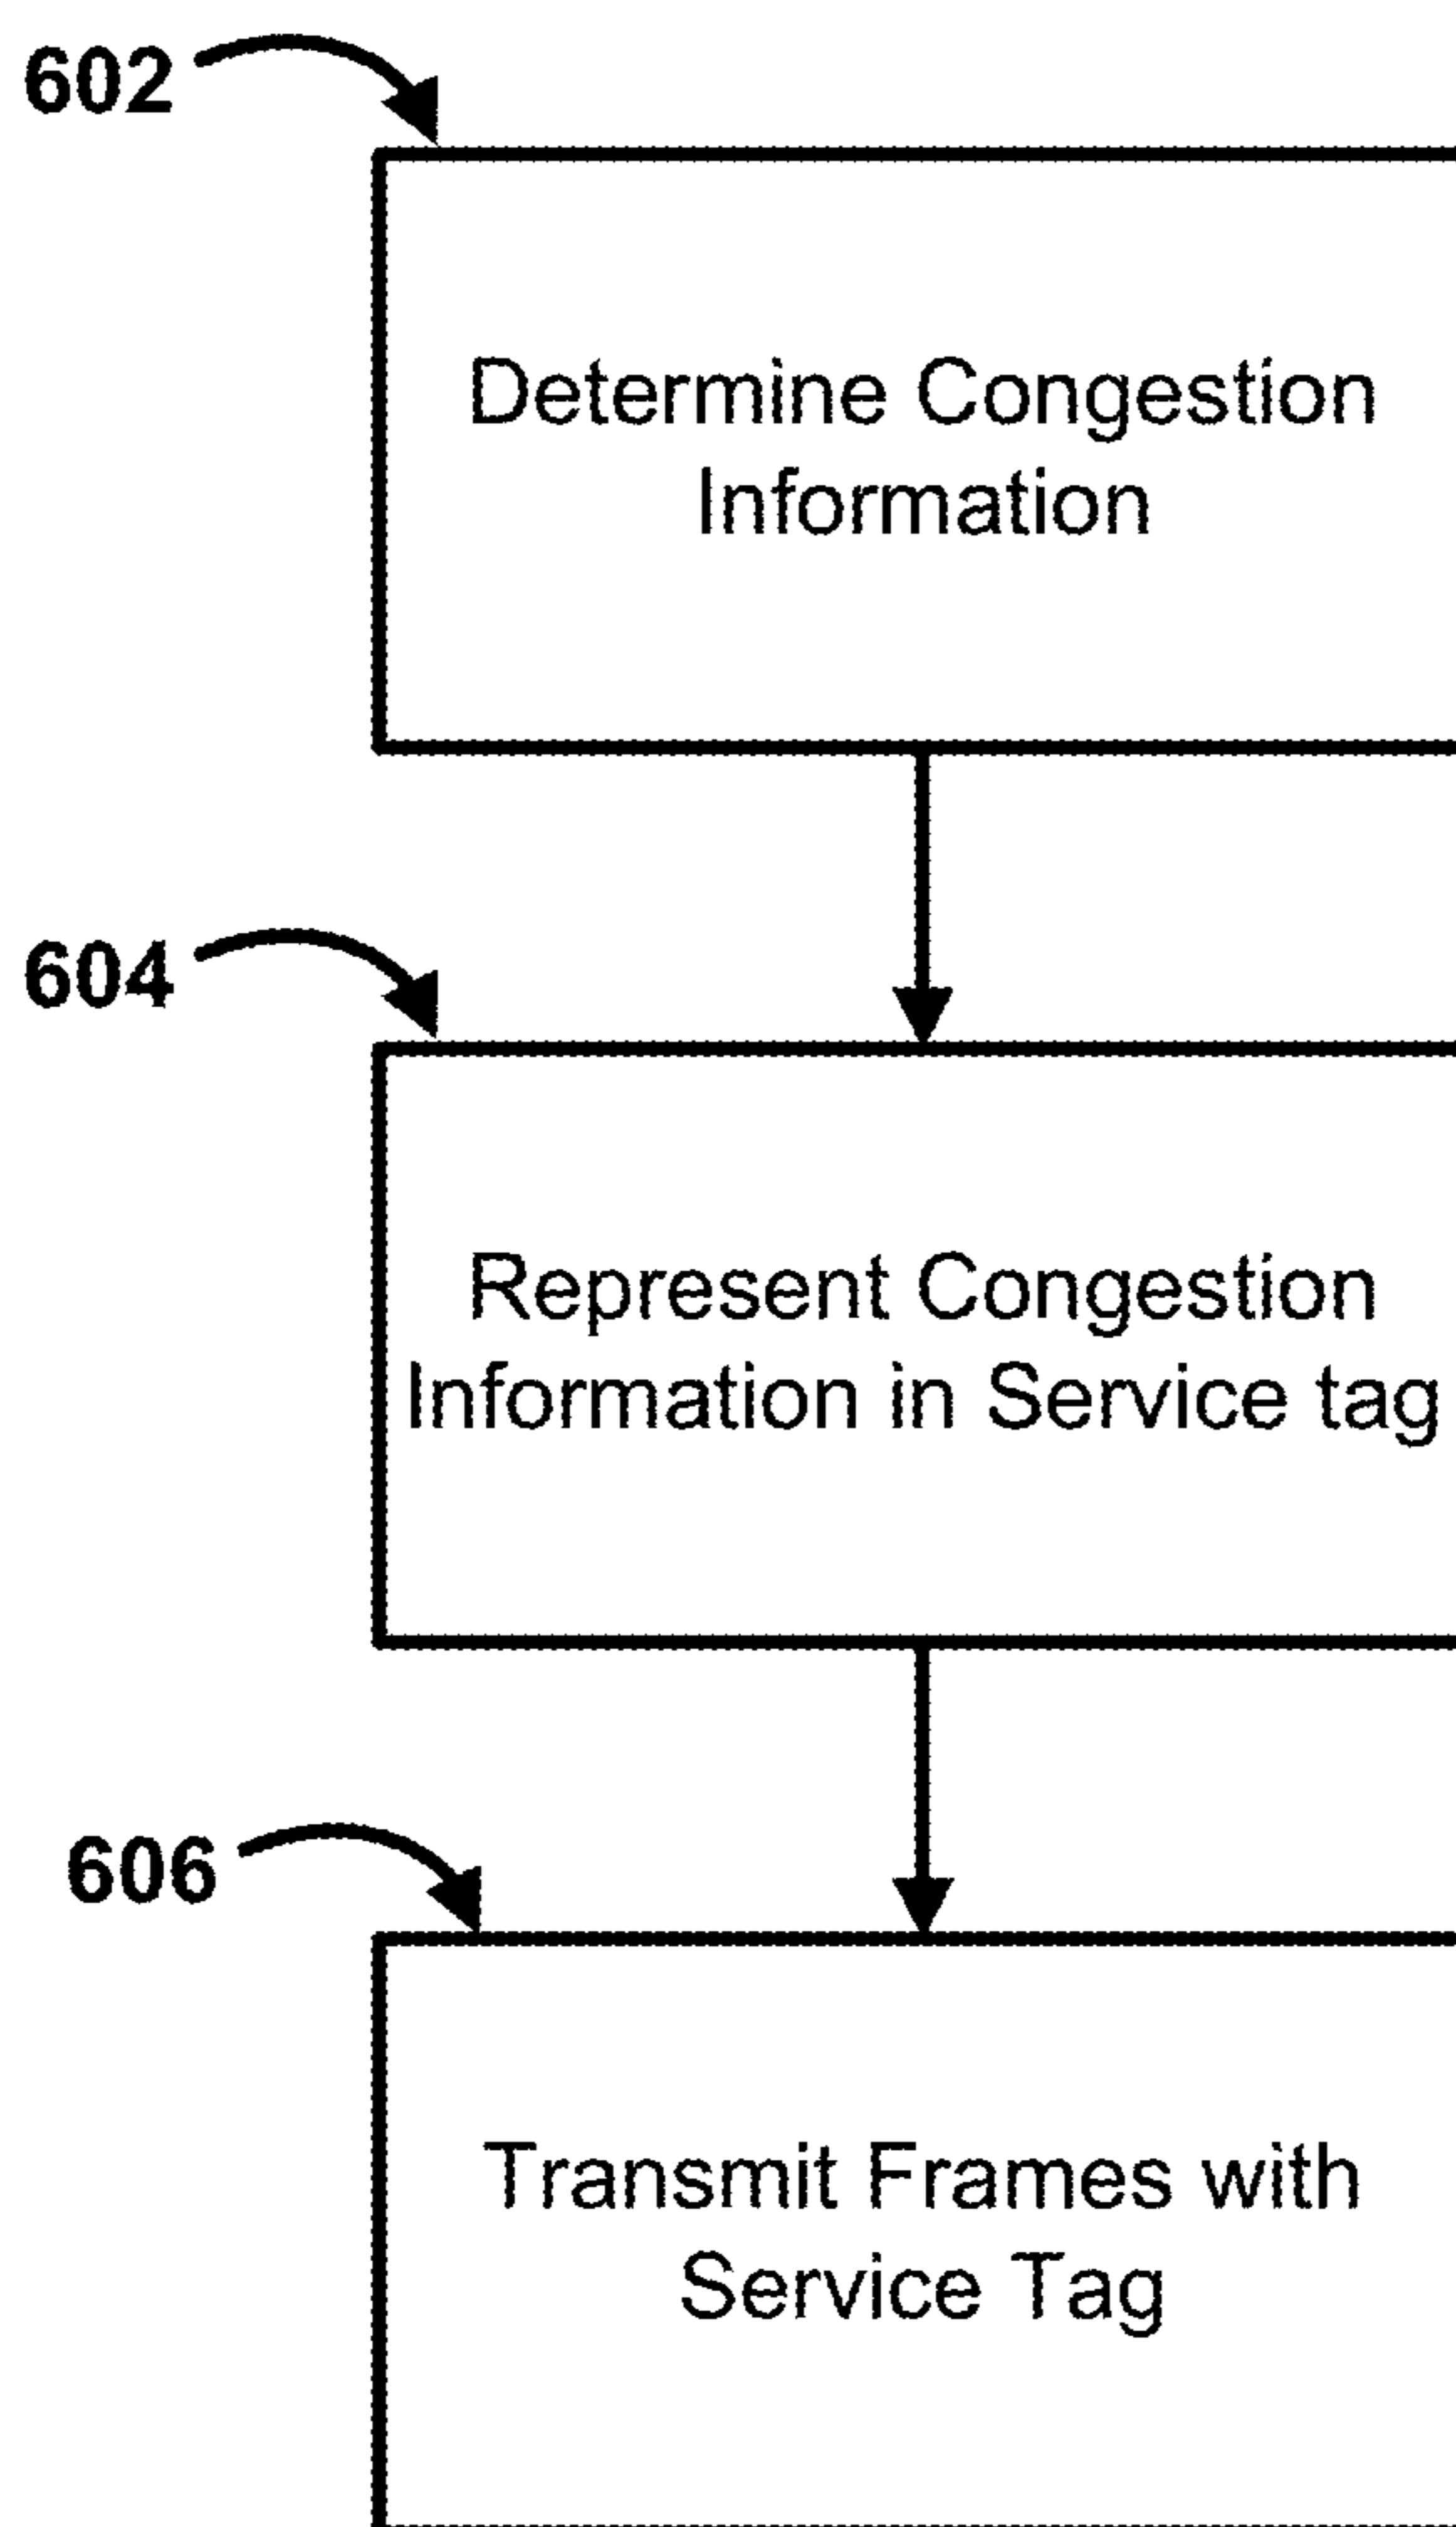 602
Determine Congestion
Information
604
Represent Congestion
Information in Service tag
606
Transmit Frames with
Service Tag